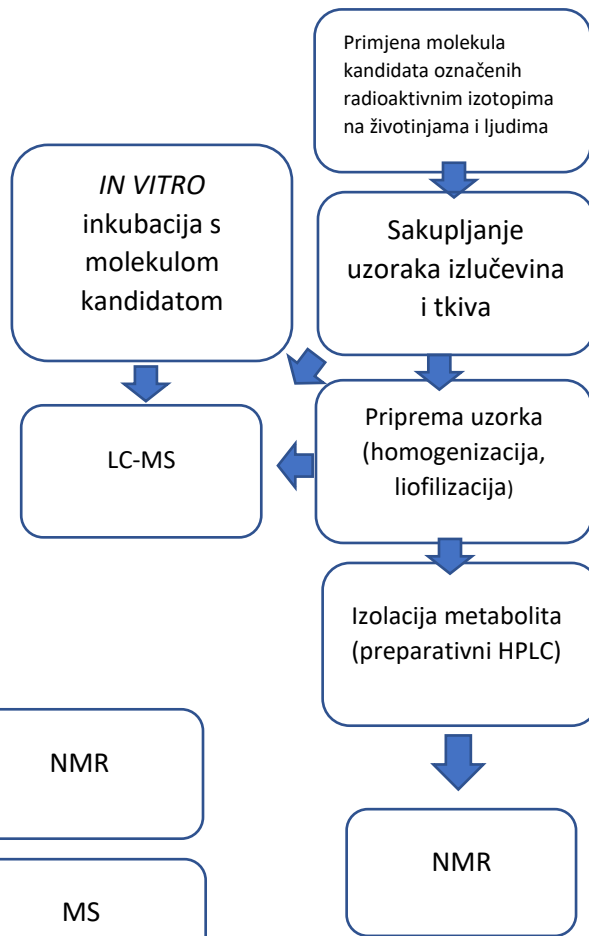 Primjena molekula
kandidata označenih
radioaktivnim izotopima
na životinjama i ljudima
IN VITRO
inkubacija s
molekulom
kandidatom
Sakupljanje
uzoraka izlučevina
i tkiva
LC-MS
Priprema uzorka
(homogenizacija,
liofilizacija)
Izolacija metabolita
(preparativni HPLC)
NMR
NMR
MS